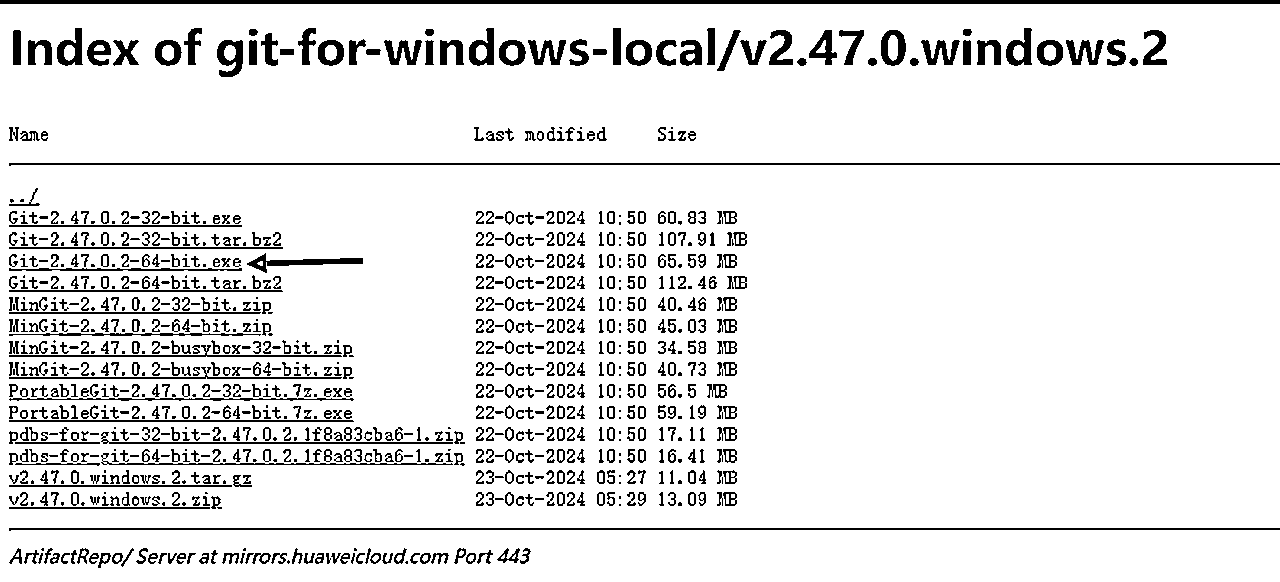 Index of git-for-windows-local/v2.47.0.windows.2
Name Last modified Size
../
Git-2.47.0.2-32-bit.exe 22-Oct-2024 10:50 60.83 MB
Git-2.47.0.2-32-bit.tar.bz2 22-Oct-2024 10:50 107.91 MB
Git-2.47.0.2-64-bit.exe 22-Oct-2024 10:50 65.59 MB
Git-2.47.0.2-64-bit.tar.bz2 22-Oct-2024 10:50 112.46 MB
MinGit-2.47.0.2-32-bit.zip 22-Oct-2024 10:50 40.46 MB
MinGit-2.47.0.2-64-bit.zip 22-Oct-2024 10:50 45.03 MB
MinGit-2.47.0.2-busybox-32-bit.zip 22-Oct-2024 10:50 34.58 MB
MinGit-2.47.0.2-busybox-64-bit.zip 22-Oct-2024 10:50 40.73 MB
PortableGit-2.47.0.2-32-bit.7z.exe 22-Oct-2024 10:50 56.5 MB
PortableGit-2.47.0.2-64-bit.7z.exe 22-Oct-2024 10:50 59.19 MB
pdbs-for-git-32-bit-2.47.0.2.1f8a83cba6-1.zip 22-Oct-2024 10:50 17.11 MB
pdbs-for-git-64-bit-2.47.0.2.1f8a83cba6-1.zip 22-Oct-2024 10:50 16.41 MB
v2.47.0.windows.2.tar.gz 23-Oct-2024 05:27 11.04 MB
v2.47.0.windows.2.zip 23-Oct-2024 05:29 13.09 MB
ArtifactRepo/ Server at mirrors.huaweicloud.com Port 443